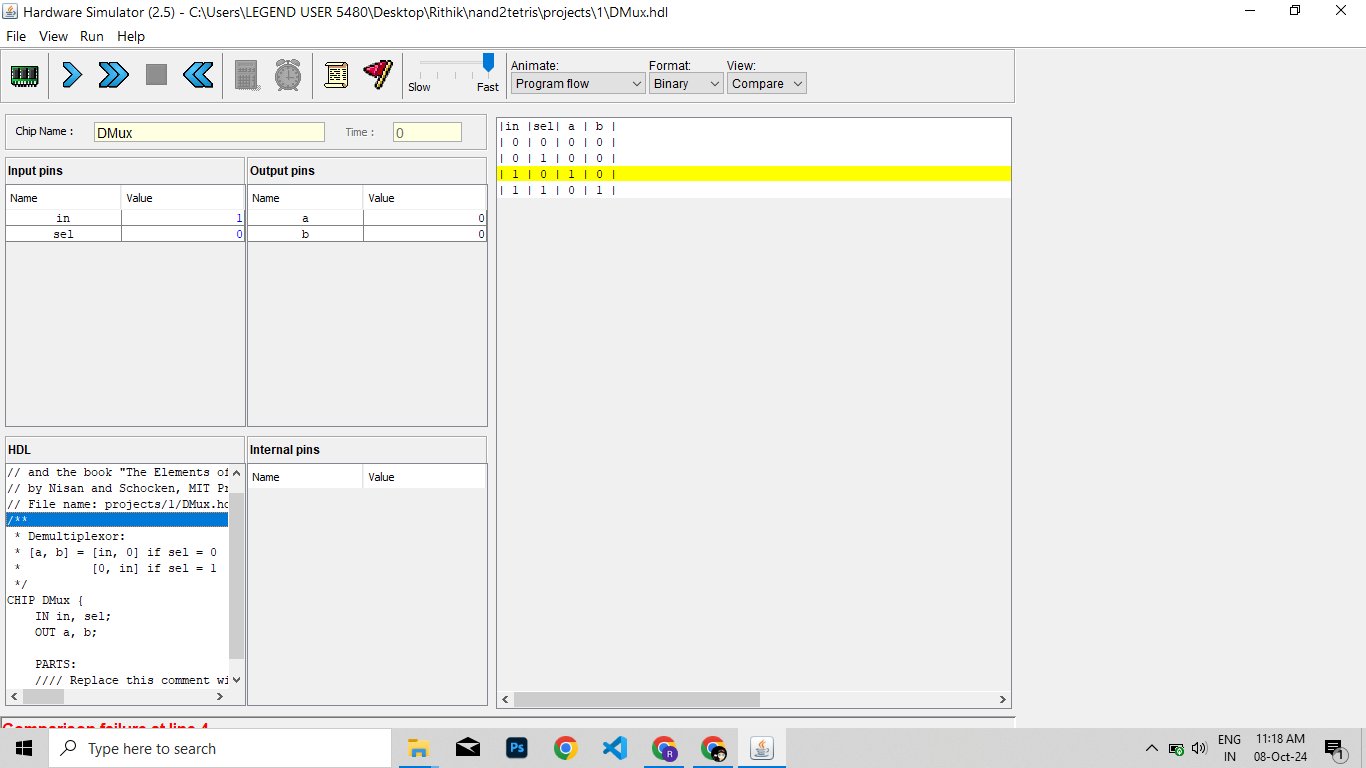 Hardware Simulator (2.5) - C:\Users\LEGEND USER 5480\Desktop\Rithik\nand2tetris\projects\1\DMux.hdl
File View Run Help
Slow Fast
Animate: Format: View:
Program flow Binary Compare
Chip Name : DMux Time : 0
Input pins Output pins
Name Value Name Value
in 1 a 0
sel 0 b 0
|in |sel| a | b |
| 0 | 0 | 0 | 0 |
| 0 | 1 | 0 | 0 |
| 1 | 0 | 1 | 0 |
| 1 | 1 | 0 | 1 |
HDL
// and the book "The Elements of
// by Nisan and Schocken, MIT Pr
// File name: projects/1/DMux.hd
/**
* Demultiplexor:
* [a, b] = [in, 0] if sel = 0
* [0, in] if sel = 1
*/
CHIP DMux {
IN in, sel;
OUT a, b;
PARTS:
//// Replace this comment wi
Internal pins
Name Value
Comparison failure at line 4
Type here to search
Ps
R
ENG
IN
11:18 AM
08-Oct-24
1